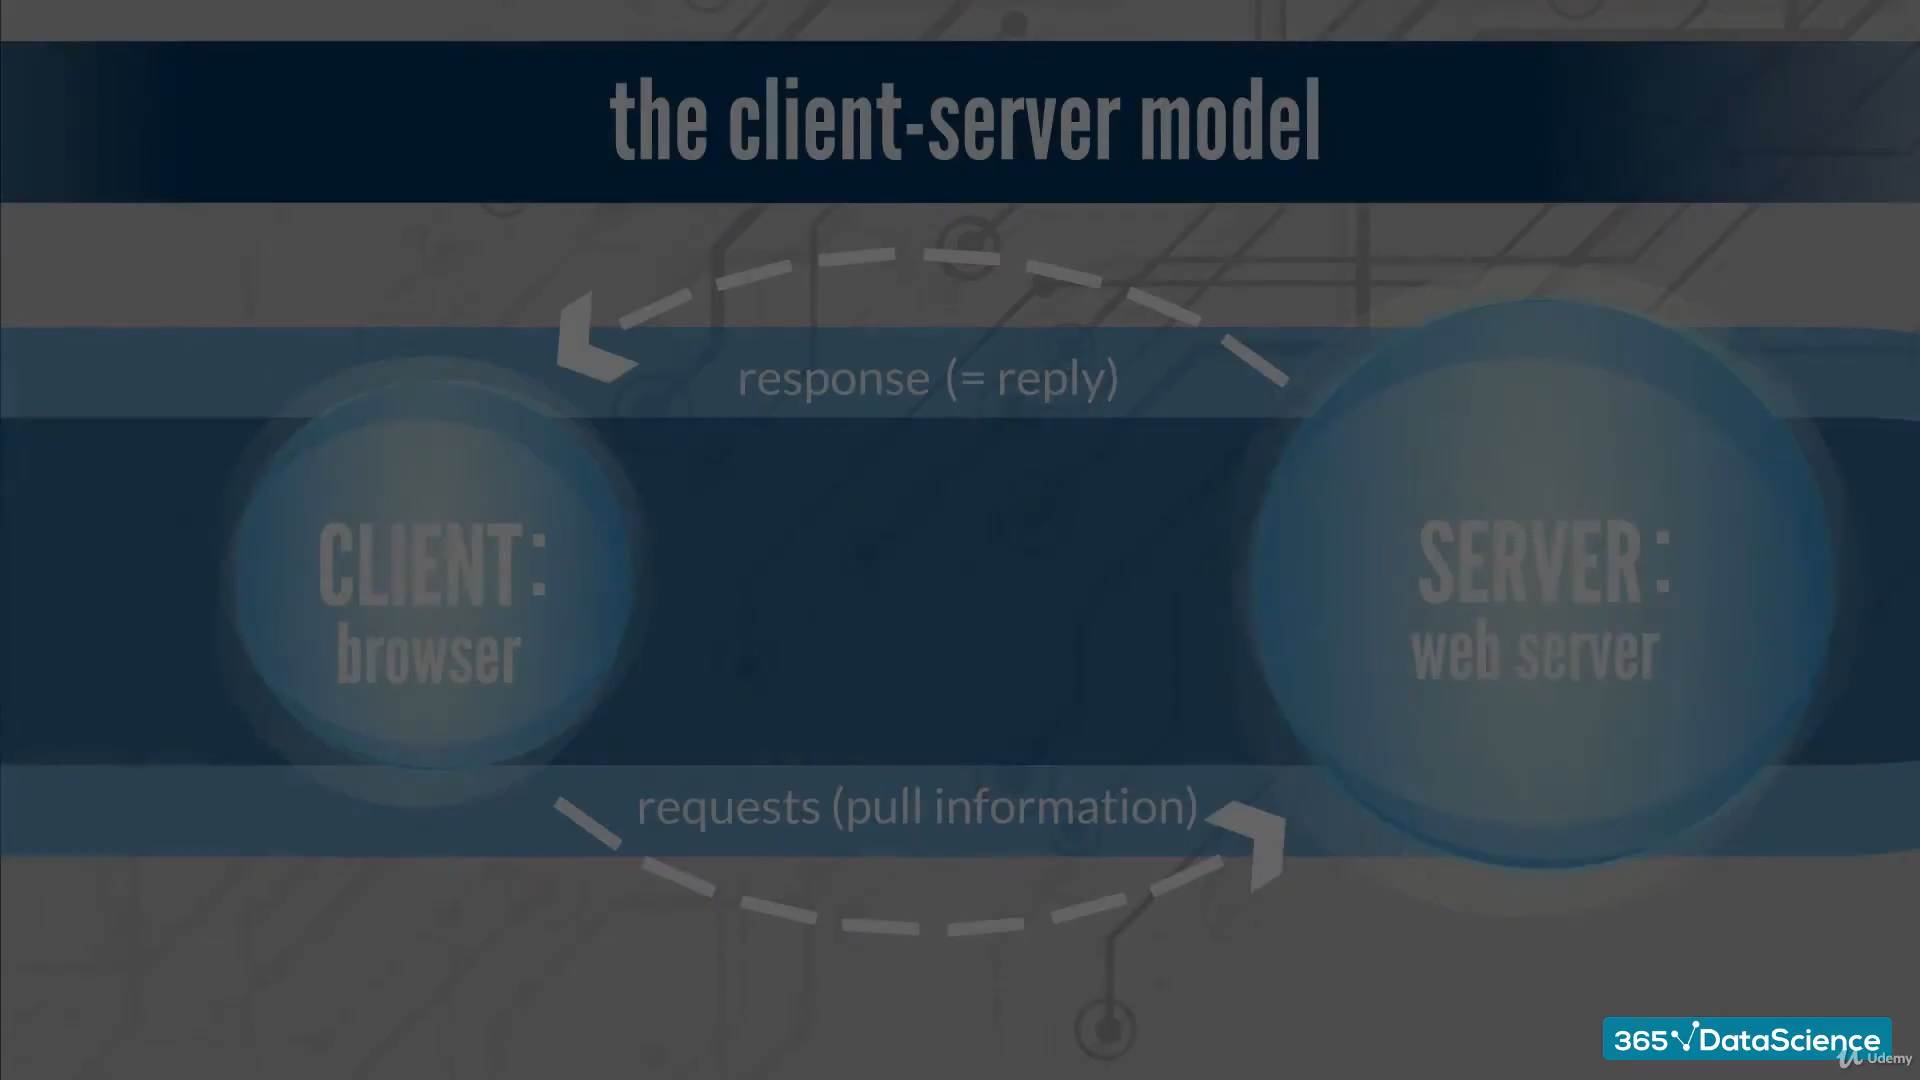 the client-server model
response (= reply)
CLIENT:
browser
SERVER:
web server
requests (pull information)
365 DataScience
Udemy